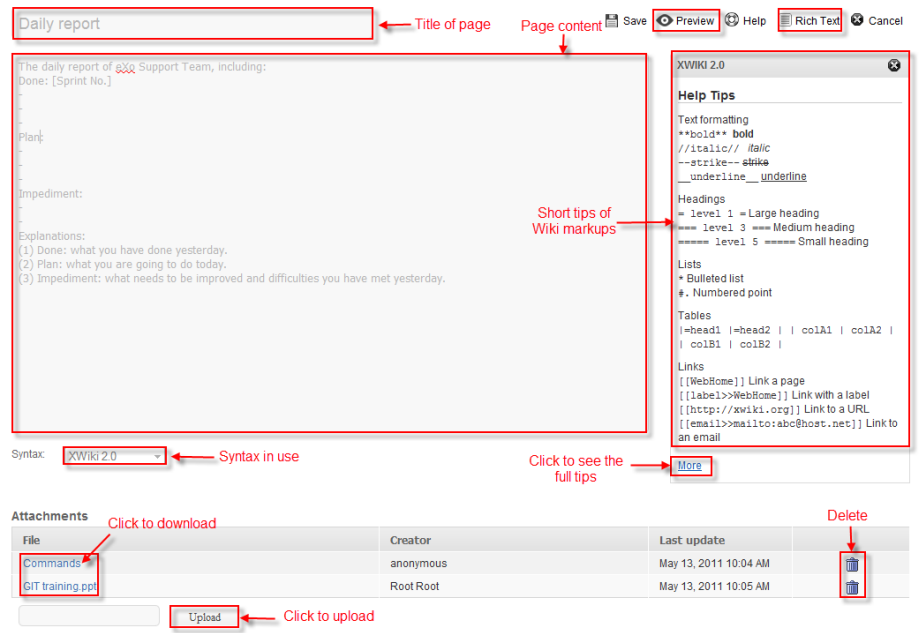 Daily report
Title of page
Page content
Save
Preview
Help
Rich Text
Cancel
The daily report of eXo Support Team, including:
Done: [Sprint No.]
-
-
-
Plan:
-
-
-
Impediment:
-
-
Explanations:
(1) Done: what you have done yesterday.
(2) Plan: what you are going to do today.
(3) Impediment: what needs to be improved and difficulties you have met yesterday.
Short tips of
Wiki markups
XWIKI 2.0
Help Tips
Text formatting
**bold** bold
//italic// italic
--strike-- strike
__underline__ underline
Headings
= level 1 = Large heading
=== level 3 === Medium heading
===== level 5 ===== Small heading
Lists
* Bulleted list
#. Numbered point
Tables
|=head1 |=head2 | | colA1 | colA2 |
| colB1 | colB2 |
Links
[[WebHome]] Link a page
[[label>>WebHome]] Link with a label
[[http://xwiki.org]] Link to a URL
[[email>>mailto:abc@host.net]] Link to
an email
Syntax:
XWiki 2.0
Syntax in use
Click to see the
full tips
More
Attachments
Click to download
Delete
File Creator Last update
Commands anonymous May 13, 2011 10:04 AM
GIT training.ppt Root Root May 13, 2011 10:05 AM
Upload
Click to upload